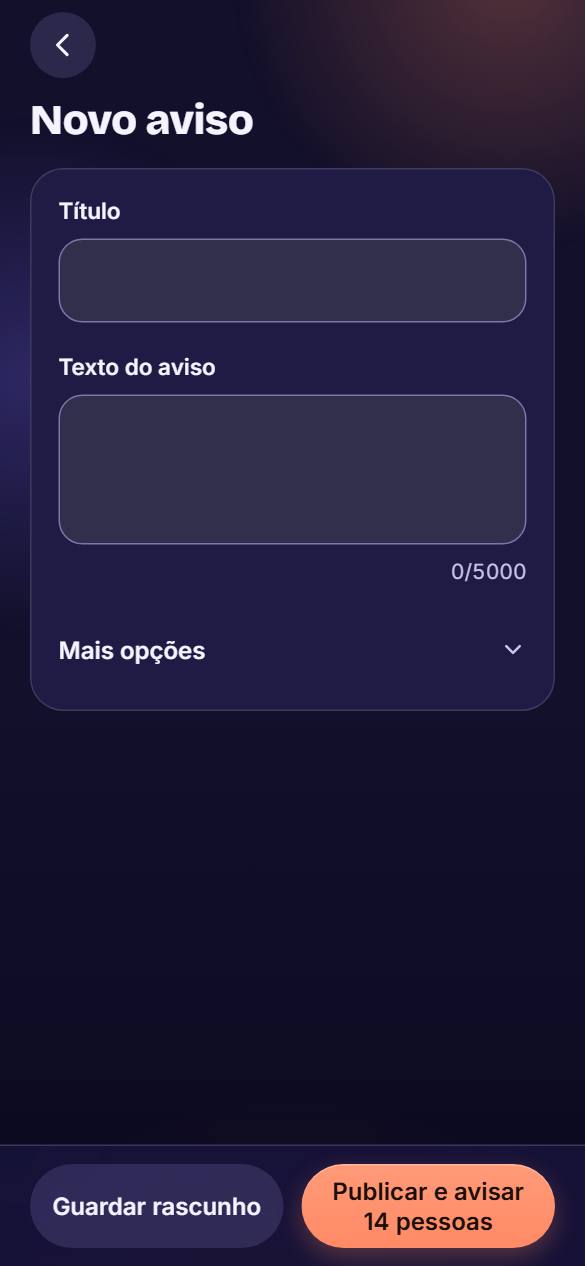 Novo aviso
Título
Texto do aviso
0/5000
Mais opções
Guardar rascunho
Publicar e avisar
14 pessoas